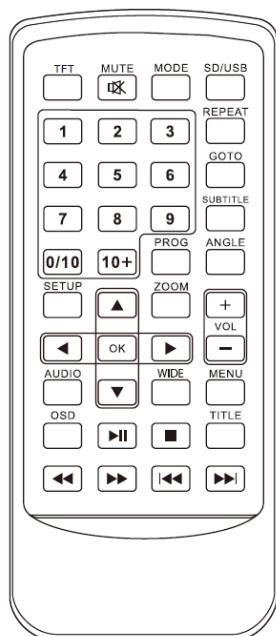 TFT MUTE MODE SD/USB
REPEAT
1 2 3
GOTO
4 5 6
SUBTITLE
7 8 9
PROG ANGLE
0/10 10+
SETUP ZOOM
+
VOL
OK
−
AUDIO WIDE MENU
OSD TITLE